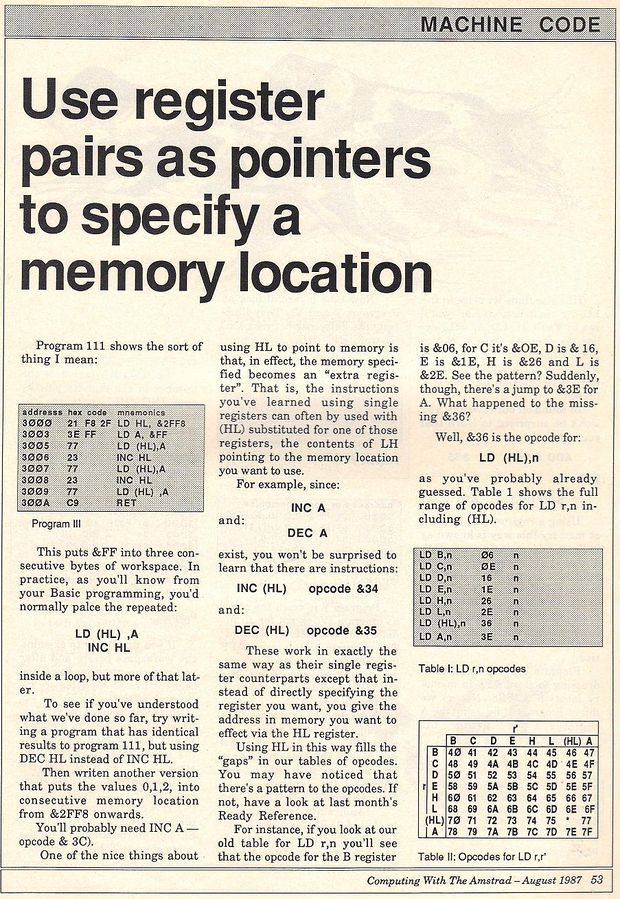 MACHINE CODE
Use register
pairs as pointers
to specify a
memory location
Program 111 shows the sort of
thing I mean:
addresss hex code mnemonics
3000 21 F8 2F LD HL, &2FF8
3003 3E FF LD A, &FF
3005 77 LD (HL),A
3006 23 INC HL
3007 77 LD (HL),A
3008 23 INC HL
3009 77 LD (HL) ,A
300A C9 RET
Program III
This puts &FF into three con-
secutive bytes of workspace. In
practice, as you'll know from
your Basic programming, you'd
normally palce the repeated:
LD (HL) ,A
INC HL
inside a loop, but more of that lat-
er.
To see if you've understood
what we've done so far, try writ-
ing a program that has identical
results to program 111, but using
DEC HL instead of INC HL.
Then writen another version
that puts the values 0,1,2, into
consecutive memory location
from &2FF8 onwards.
You'll probably need INC A —
opcode & 3C).
One of the nice things about
using HL to point to memory is
that, in effect, the memory speci-
fied becomes an "extra regis-
ter". That is, the instructions
you've learned using single
registers can often by used with
(HL) substituted for one of those
registers, the contents of LH
pointing to the memory location
you want to use.
For example, since:
INC A
and:
DEC A
exist, you won't be surprised to
learn that there are instructions:
INC (HL) opcode &34
and:
DEC (HL) opcode &35
These work in exactly the
same way as their single regis-
ter counterparts except that in-
stead of directly specifying the
register you want, you give the
address in memory you want to
effect via the HL register.
Using HL in this way fills the
"gaps" in our tables of opcodes.
You may have noticed that
there's a pattern to the opcodes. If
not, have a look at last month's
Ready Reference.
For instance, if you look at our
old table for LD r,n you'll see
that the opcode for the B register
is &06, for C it's &OE, D is & 16,
E is &1E, H is &26 and L is
&2E. See the pattern? Suddenly,
though, there's a jump to &3E for
A. What happened to the miss-
ing &36?
Well, &36 is the opcode for:
LD (HL),n
as you've probably already
guessed. Table 1 shows the full
range of opcodes for LD r,n in-
cluding (HL).
LD B,n 06 n
LD C,n 0E n
LD D,n 16 n
LD E,n 1E n
LD H,n 26 n
LD L,n 2E n
LD (HL),n 36 n
LD A,n 3E n
Table I: LD r,n opcodes
r'
B C D E H L (HL) A
B 40 41 42 43 44 45 46 47
C 48 49 4A 4B 4C 4D 4E 4F
D 50 51 52 53 54 55 56 57
r E 58 59 5A 5B 5C 5D 5E 5F
H 60 61 62 63 64 65 66 67
L 68 69 6A 6B 6C 6D 6E 6F
(HL) 70 71 72 73 74 75 * 77
A 78 79 7A 7B 7C 7D 7E 7F
Table II: Opcodes for LD r,r'
Computing With The Amstrad – August 1987 53